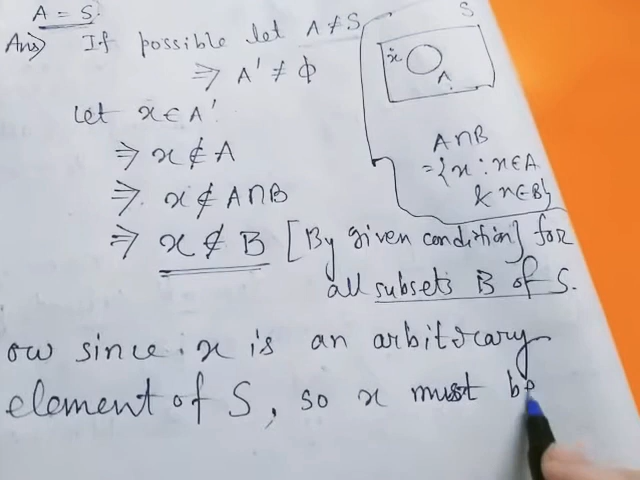 A = S.
Ans⟩ If possible let A ≠ S
⇒ A' ≠ ϕ
Let x ∈ A'
⇒ x ∉ A
⇒ x ∉ A∩B
⇒ x ∉ B [By given condition] for
all subsets B of S.
ow since x is an arbitrary
element of S, so x must be
S
x
A
A∩B
= {x : x∈A
& x∈B}